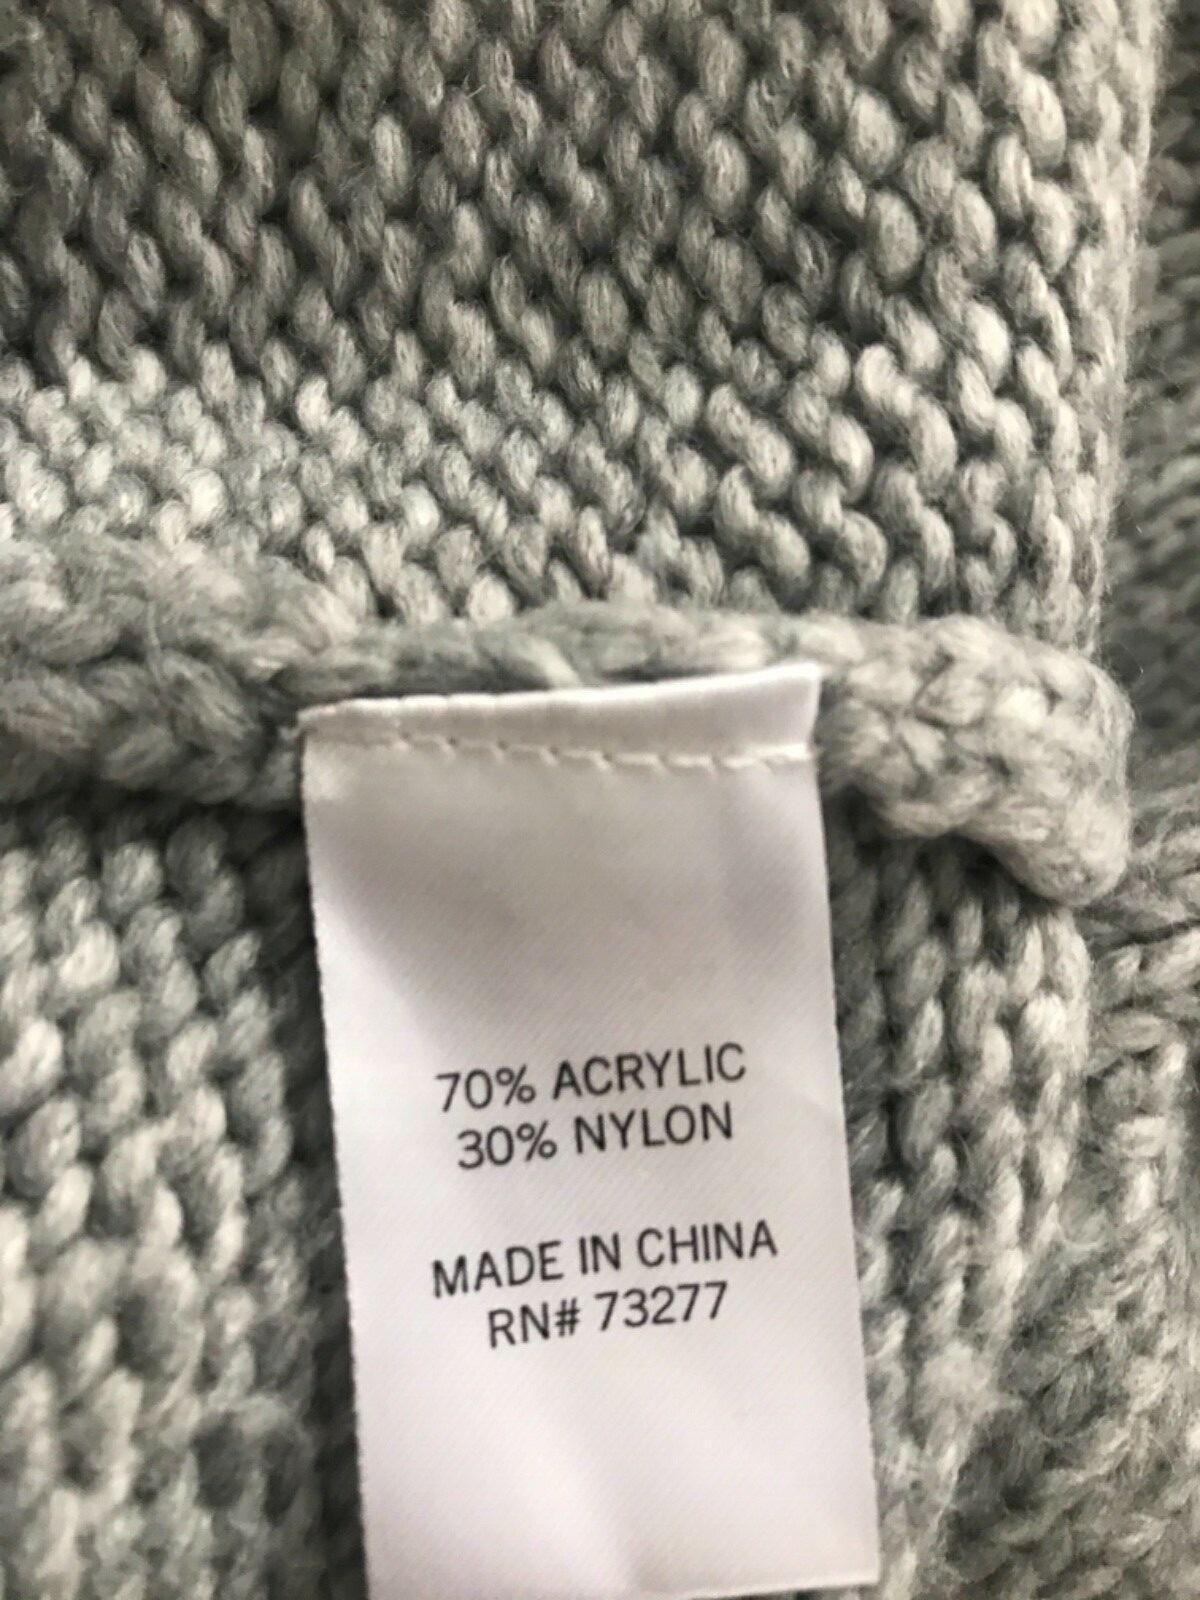 70% ACRYLIC
30% NYLON
MADE IN CHINA
RN# 73277